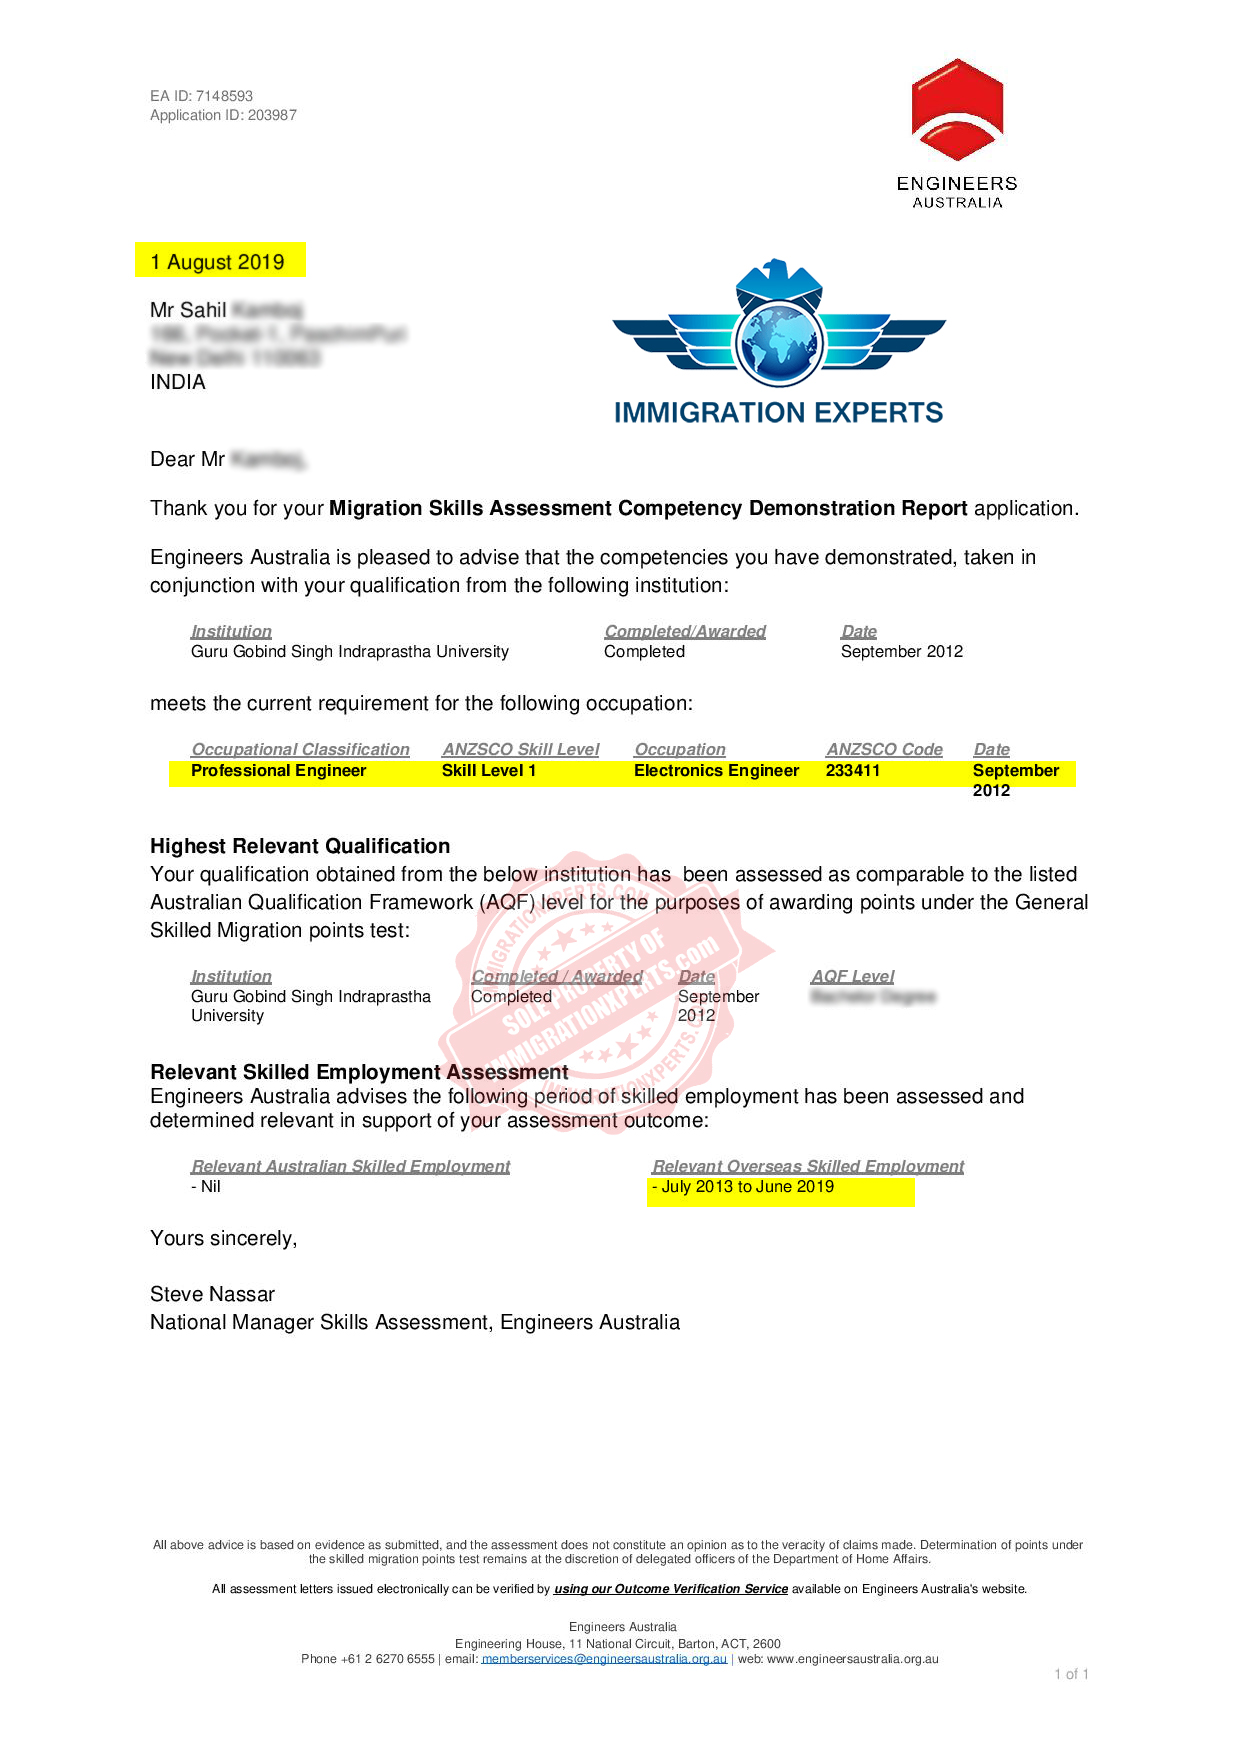 EA ID: 7148593
Application ID: 203987
ENGINEERS
AUSTRALIA
1 August 2019
Mr Sahil
INDIA
IMMIGRATION EXPERTS
Dear Mr
Thank you for your Migration Skills Assessment Competency Demonstration Report application.
Engineers Australia is pleased to advise that the competencies you have demonstrated, taken in
conjunction with your qualification from the following institution:
Institution Completed/Awarded Date
Guru Gobind Singh Indraprastha University Completed September 2012
meets the current requirement for the following occupation:
Occupational Classification ANZSCO Skill Level Occupation ANZSCO Code Date
Professional Engineer Skill Level 1 Electronics Engineer 233411 September
2012
Highest Relevant Qualification
Your qualification obtained from the below institution has been assessed as comparable to the listed
Australian Qualification Framework (AQF) level for the purposes of awarding points under the General
Skilled Migration points test:
Institution Completed / Awarded Date AQF Level
Guru Gobind Singh Indraprastha Completed September
University 2012
IMMIGRATIONXPERTS.COM
SOLE PROPERTY OF
IMMIGRATIONXPERTS.com
IMMIGRATIONXPERTS.COM
Relevant Skilled Employment Assessment
Engineers Australia advises the following period of skilled employment has been assessed and
determined relevant in support of your assessment outcome:
Relevant Australian Skilled Employment Relevant Overseas Skilled Employment
- Nil - July 2013 to June 2019
Yours sincerely,
Steve Nassar
National Manager Skills Assessment, Engineers Australia
All above advice is based on evidence as submitted, and the assessment does not constitute an opinion as to the veracity of claims made. Determination of points under
the skilled migration points test remains at the discretion of delegated officers of the Department of Home Affairs.
All assessment letters issued electronically can be verified by using our Outcome Verification Service available on Engineers Australia's website.
Engineers Australia
Engineering House, 11 National Circuit, Barton, ACT, 2600
Phone +61 2 6270 6555 | email: memberservices@engineersaustralia.org.au | web: www.engineersaustralia.org.au
1 of 1